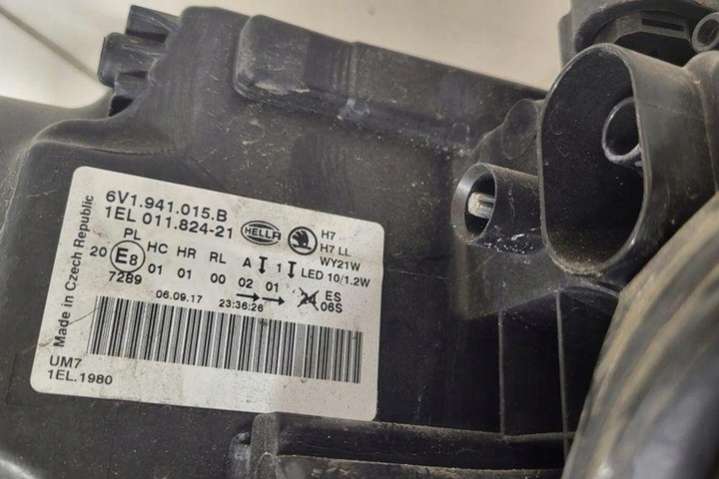 Made in Czech Republic
6V1.941.015.B
1EL 011.824-21
HELLA
H7
H7 LL
WY21W
LED 10/1.2W
PL HC HR RL A 1
20 E8 01 01 00 02 01
7289
06.09.17 23:36:26
24 ES
06S
UM7
1EL.1980